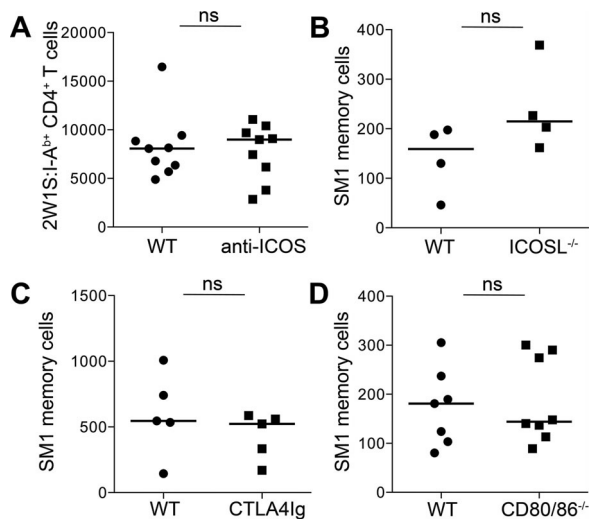 A
ns
2W1S:I-Aᵇ⁺ CD4⁺ T cells
20000
15000
10000
5000
0
WT
anti-ICOS
B
ns
SM1 memory cells
400
300
200
100
0
WT
ICOSL⁻/⁻
C
ns
SM1 memory cells
1500
1000
500
0
WT
CTLA4Ig
D
ns
SM1 memory cells
400
300
200
100
0
WT
CD80/86⁻/⁻